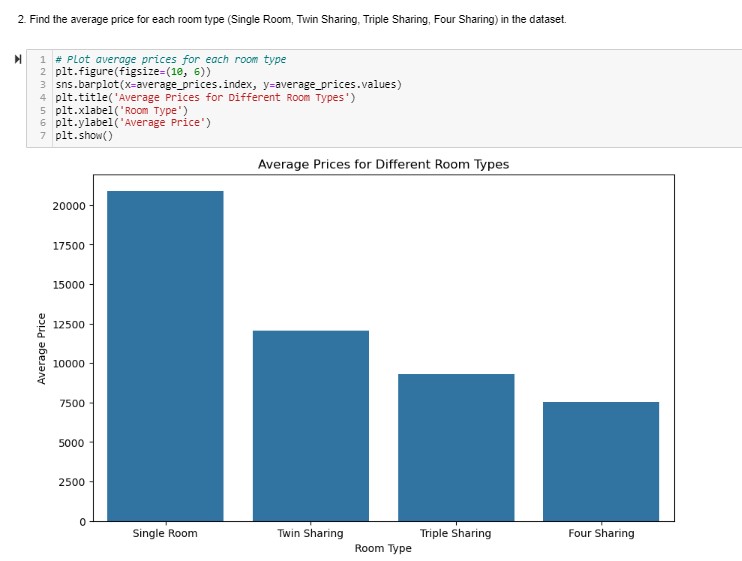 2. Find the average price for each room type (Single Room, Twin Sharing, Triple Sharing, Four Sharing) in the dataset.
1 # Plot average prices for each room type
2 plt.figure(figsize=(10, 6))
3 sns.barplot(x=average_prices.index, y=average_prices.values)
4 plt.title('Average Prices for Different Room Types')
5 plt.xlabel('Room Type')
6 plt.ylabel('Average Price')
7 plt.show()
Average Prices for Different Room Types
20000
17500
15000
12500
10000
7500
5000
2500
0
Average Price
Single Room Twin Sharing Triple Sharing Four Sharing
Room Type